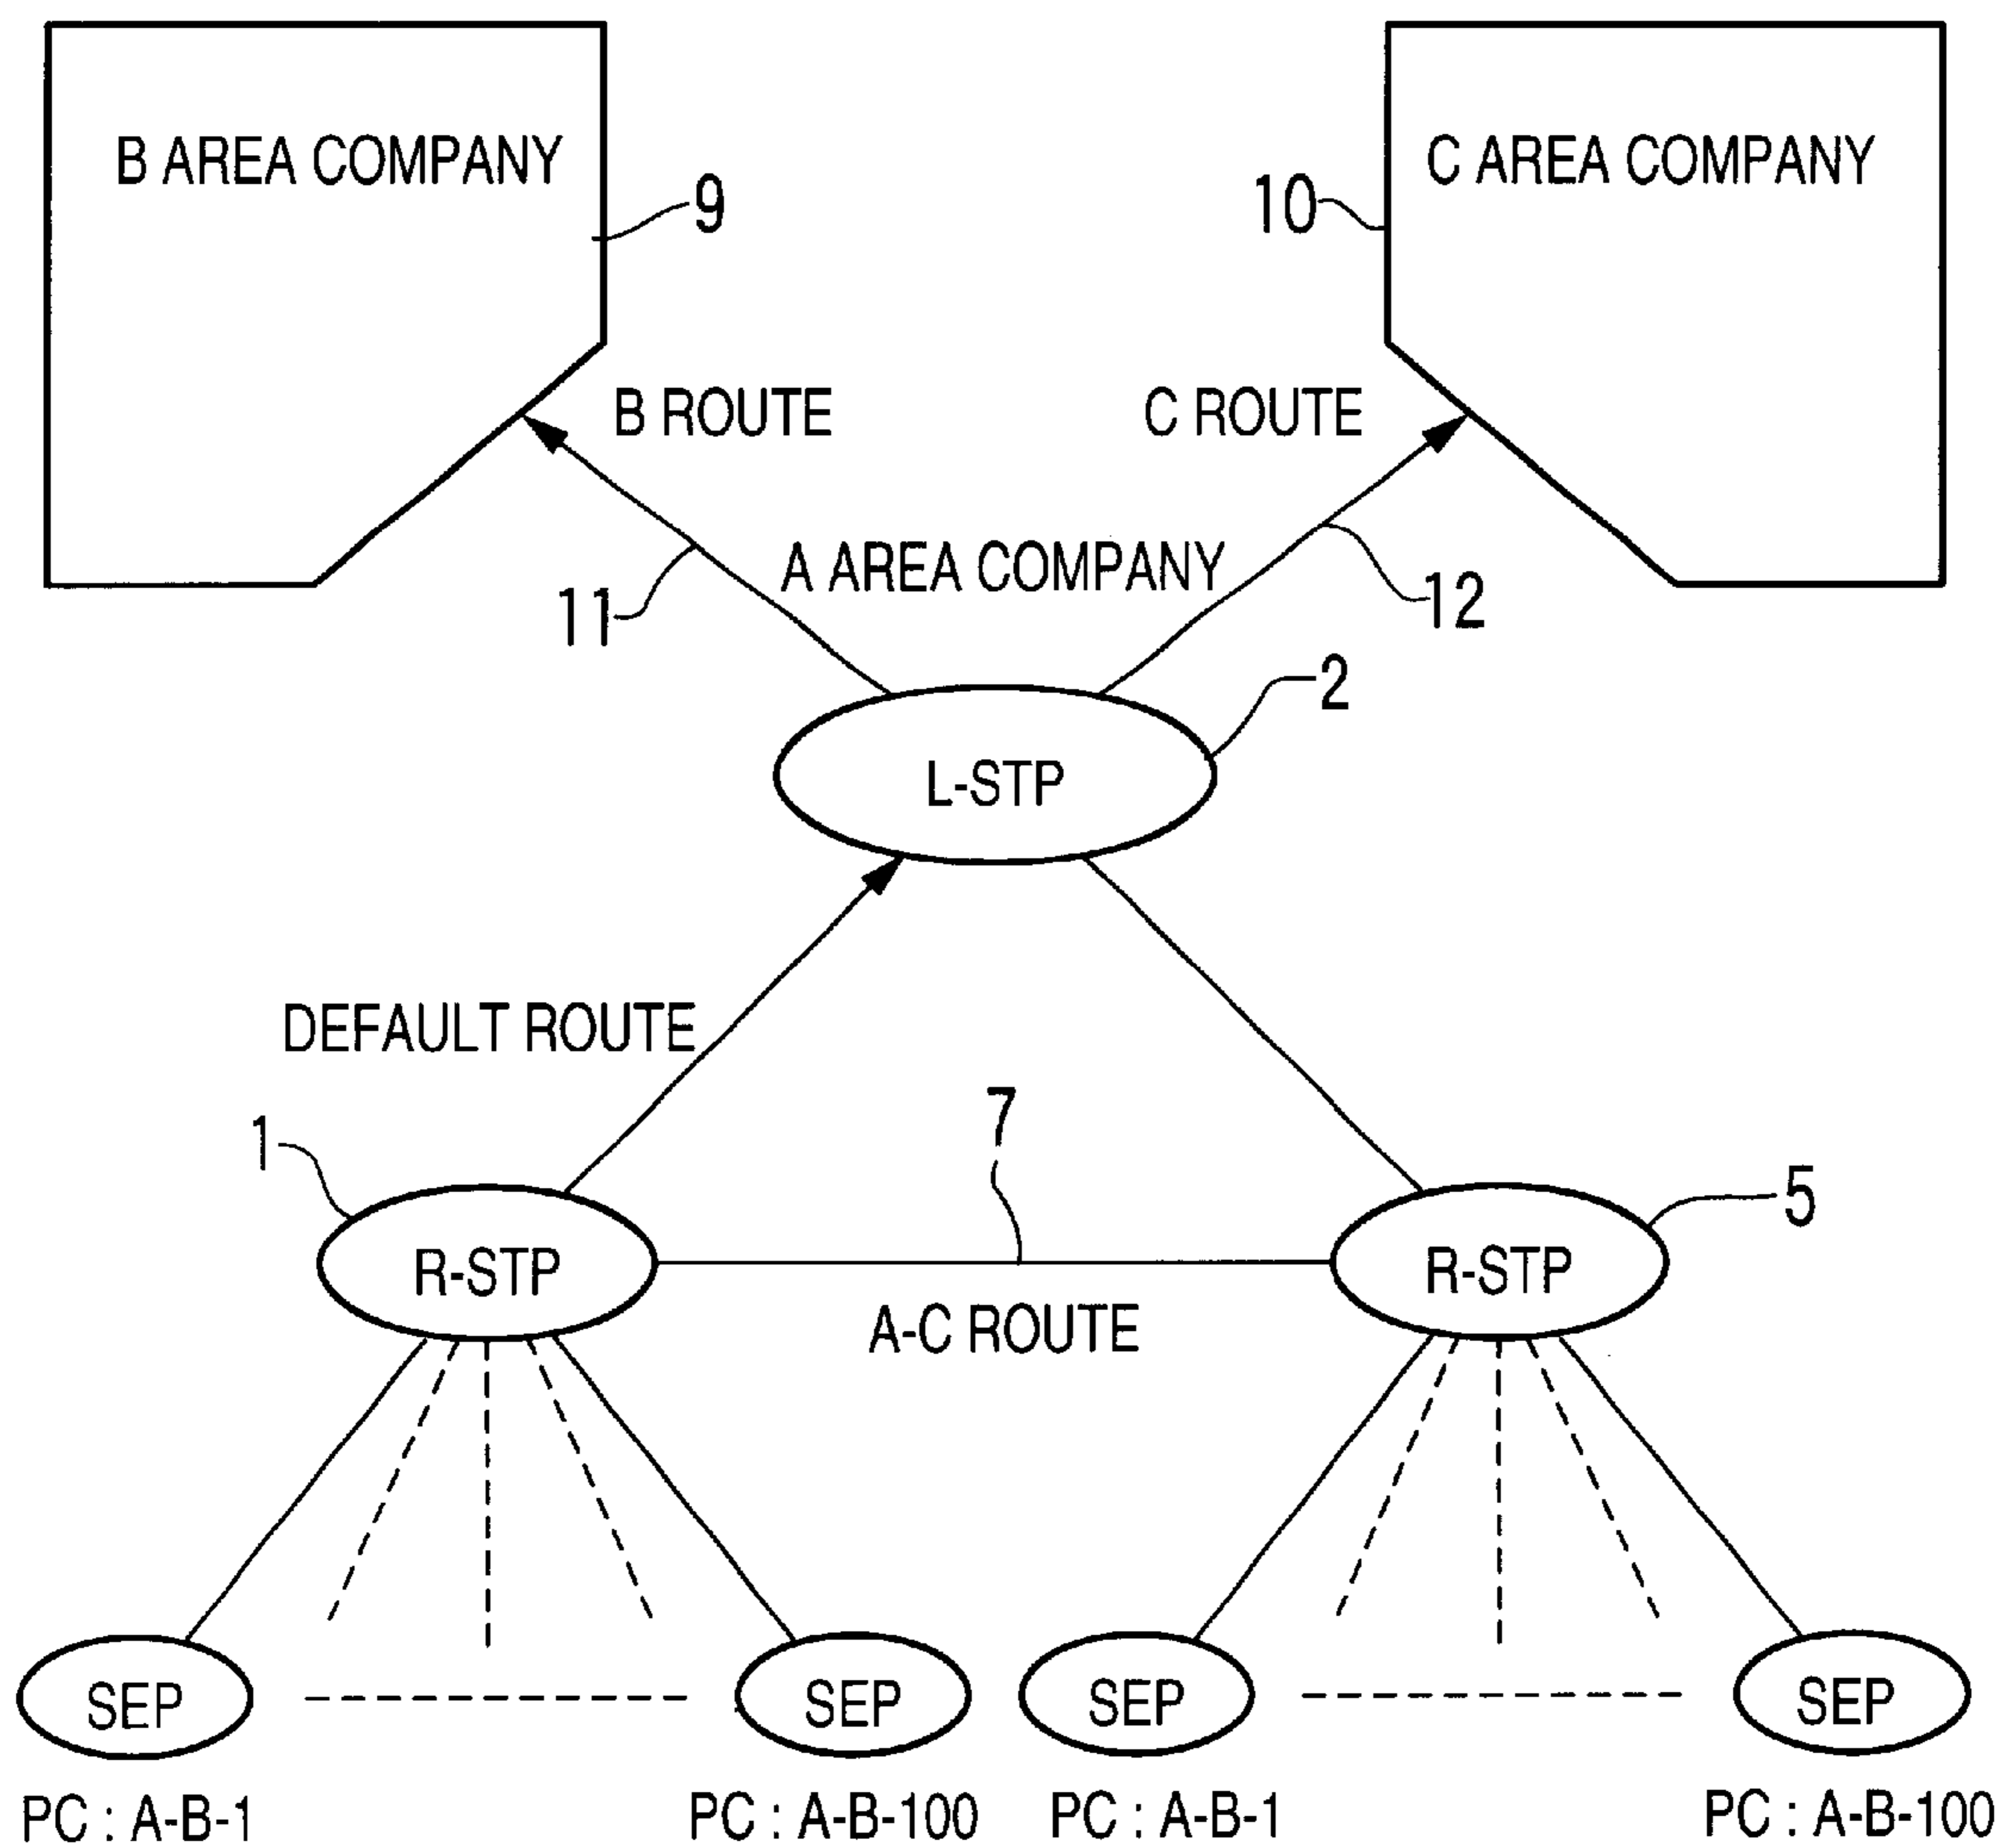 B AREA COMPANY
C AREA COMPANY
9
10
B ROUTE
C ROUTE
A AREA COMPANY
11
12
2
L-STP
DEFAULT ROUTE
7
1
5
R-STP
R-STP
A-C ROUTE
SEP
SEP
SEP
SEP
PC : A-B-1
PC : A-B-100
PC : A-B-1
PC : A-B-100